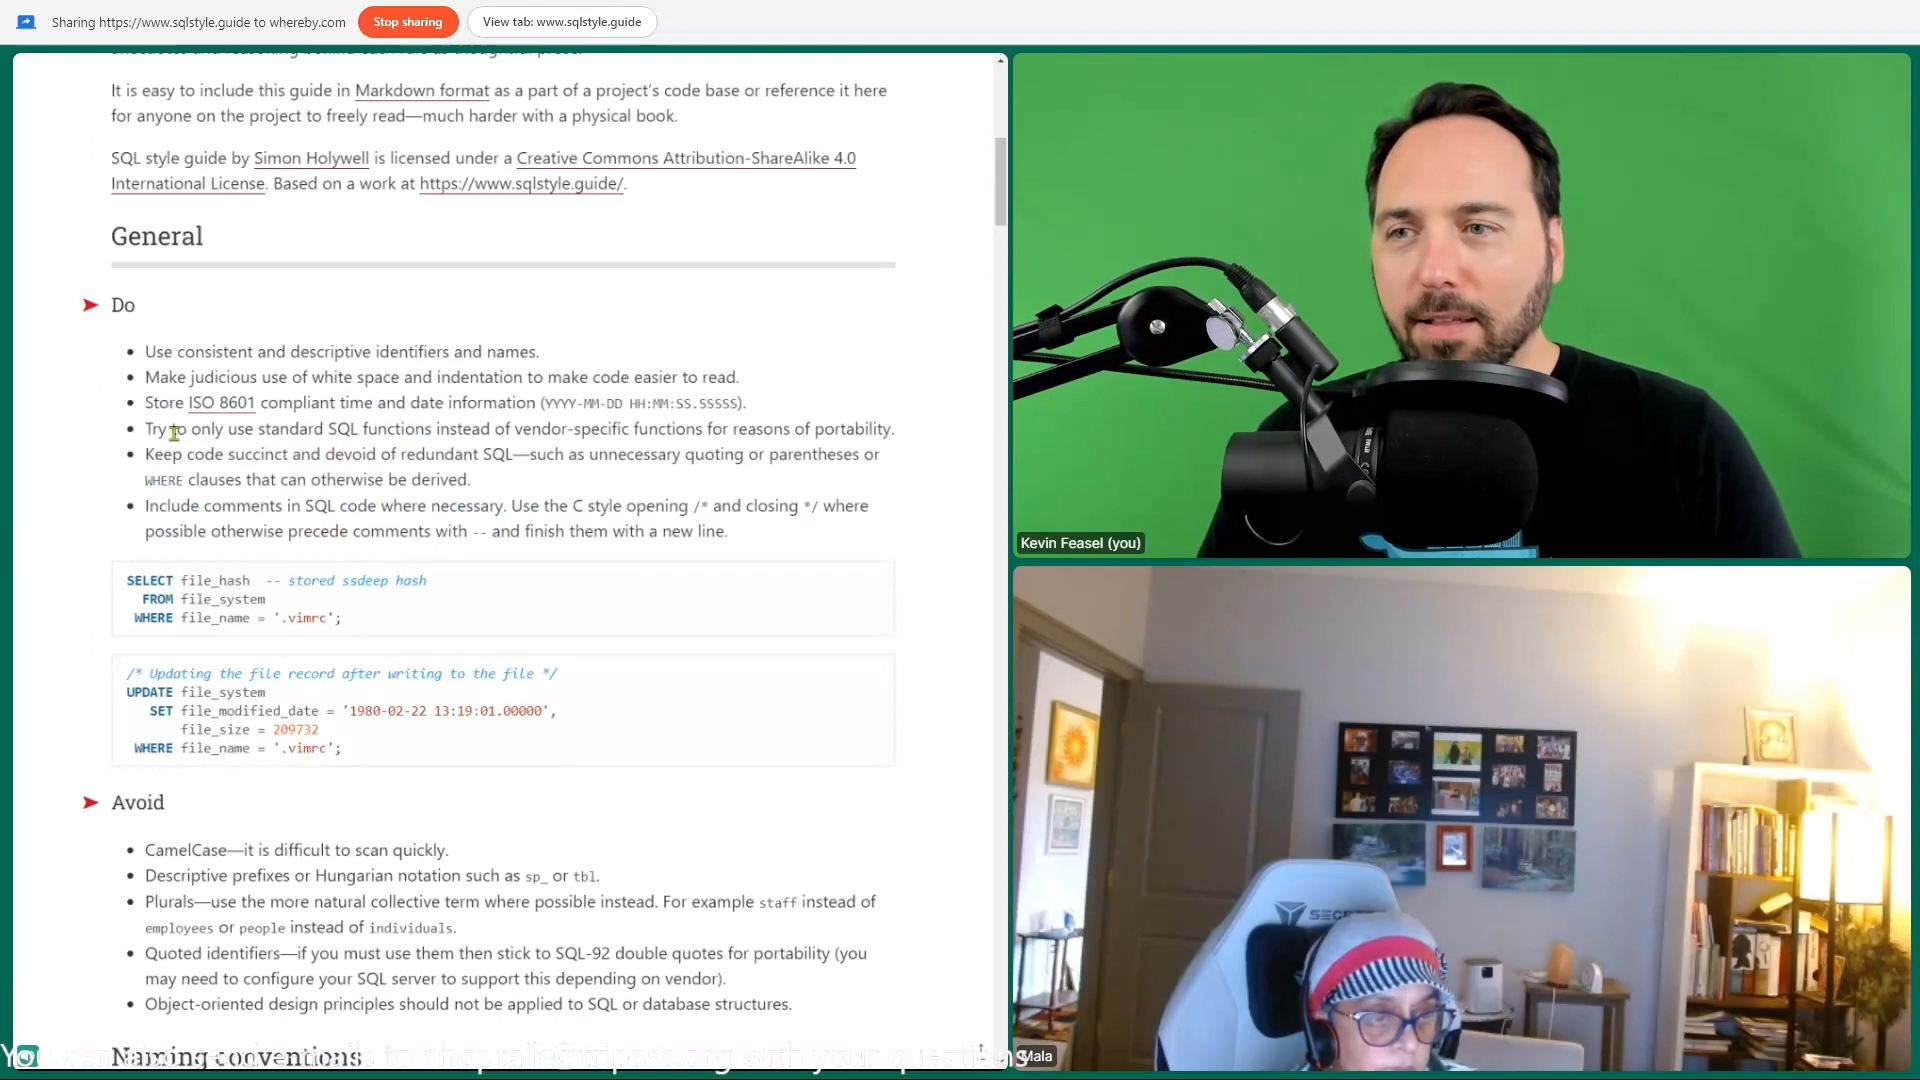 Sharing https://www.sqlstyle.guide to whereby.com
Stop sharing
View tab: www.sqlstyle.guide
It is easy to include this guide in Markdown format as a part of a project's code base or reference it here
for anyone on the project to freely read—much harder with a physical book.
SQL style guide by Simon Holywell is licensed under a Creative Commons Attribution-ShareAlike 4.0
International License. Based on a work at https://www.sqlstyle.guide/.
General
Do
Use consistent and descriptive identifiers and names.
Make judicious use of white space and indentation to make code easier to read.
Store ISO 8601 compliant time and date information (YYYY-MM-DD HH:MM:SS.SSSSS).
Try to only use standard SQL functions instead of vendor-specific functions for reasons of portability.
Keep code succinct and devoid of redundant SQL—such as unnecessary quoting or parentheses or
WHERE clauses that can otherwise be derived.
Include comments in SQL code where necessary. Use the C style opening /* and closing */ where
possible otherwise precede comments with -- and finish them with a new line.
SELECT file_hash -- stored ssdeep hash
FROM file_system
WHERE file_name = '.vimrc';
/* Updating the file record after writing to the file */
UPDATE file_system
SET file_modified_date = '1980-02-22 13:19:01.00000',
file_size = 209732
WHERE file_name = '.vimrc';
Avoid
CamelCase—it is difficult to scan quickly.
Descriptive prefixes or Hungarian notation such as sp_ or tbl.
Plurals—use the more natural collective term where possible instead. For example staff instead of
employees or people instead of individuals.
Quoted identifiers—if you must use them then stick to SQL-92 double quotes for portability (you
may need to configure your SQL server to support this depending on vendor).
Object-oriented design principles should not be applied to SQL or database structures.
Naming conventions
with your questions
Kevin Feasel (you)
Mala